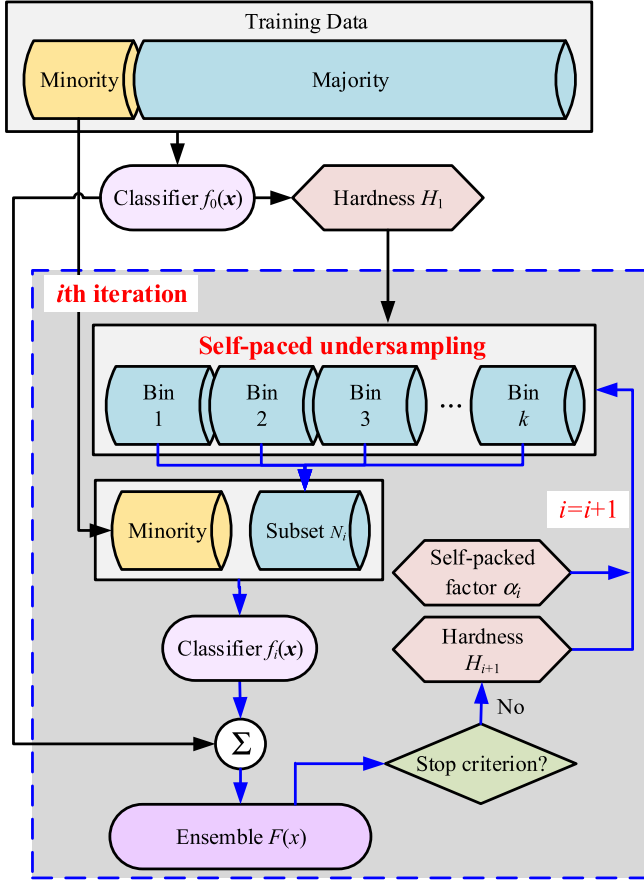 Training Data
Minority
Majority
Classifier f₀(x)
Hardness H₁
ith iteration
Self-paced undersampling
Bin 1
Bin 2
Bin 3
...
Bin k
Minority
Subset Nᵢ
i=i+1
Self-packed
factor αᵢ
Classifier fᵢ(x)
Hardness
Hᵢ₊₁
No
Σ
Stop criterion?
Ensemble F(x)